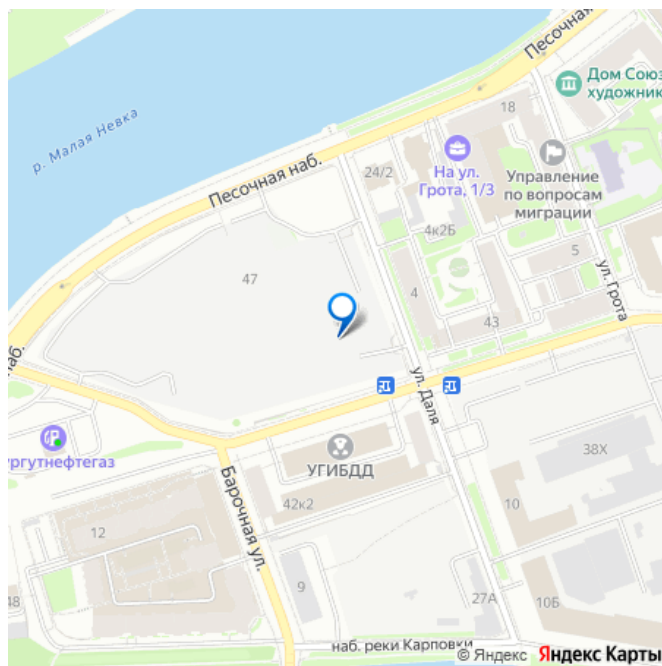 Песочная
Дом Союз
художник
18
р. Малая Невка
На ул.
Грота, 1/3
Управление
по вопросам
миграции
Песочная наб.
24/2
4к2Б
5
ул. Грота
47
4
43
наб.
ул. Даля
ургутнефтегаз
УГИБДД
38Х
Барочная ул.
42к2
10
12
9
48
27А
10Б
наб. реки Карповки
© Яндекс Яндекс Карты